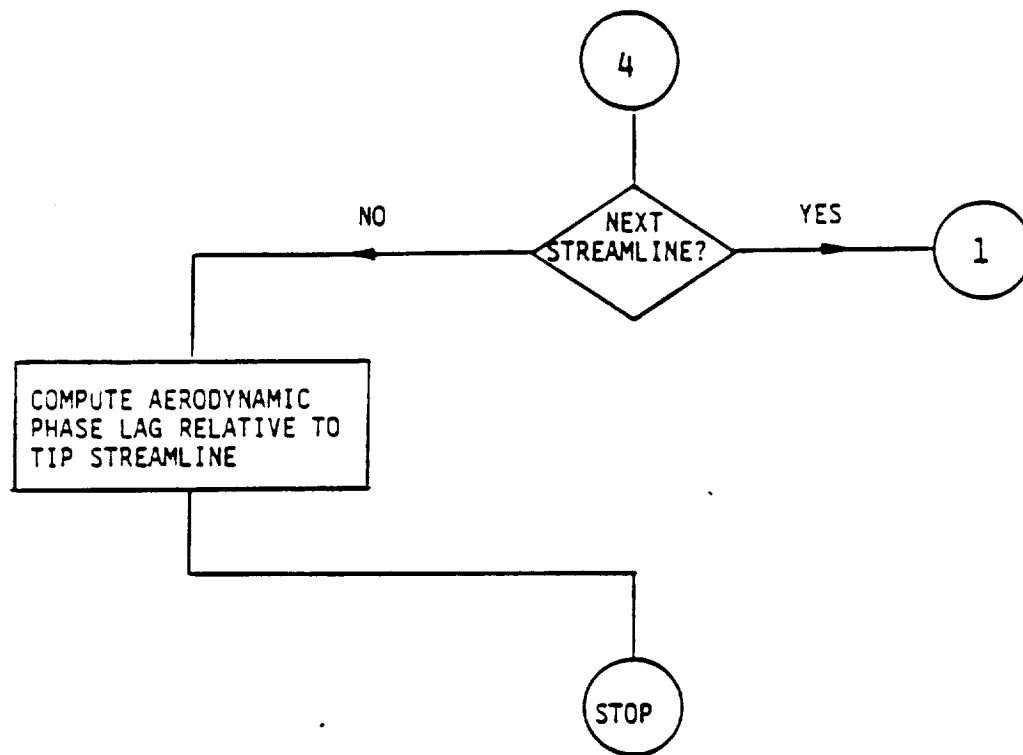 4
NO
NEXT
STREAMLINE?
YES
1
COMPUTE AERODYNAMIC
PHASE LAG RELATIVE TO
TIP STREAMLINE
STOP